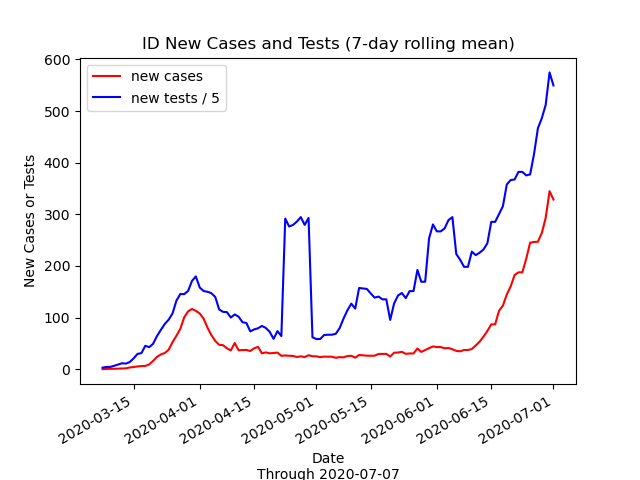 ID New Cases and Tests (7-day rolling mean)
new cases
new tests / 5
New Cases or Tests
600
500
400
300
200
100
0
2020-03-15
2020-04-01
2020-04-15
2020-05-01
2020-05-15
2020-06-01
2020-06-15
2020-07-01
Date
Through 2020-07-07